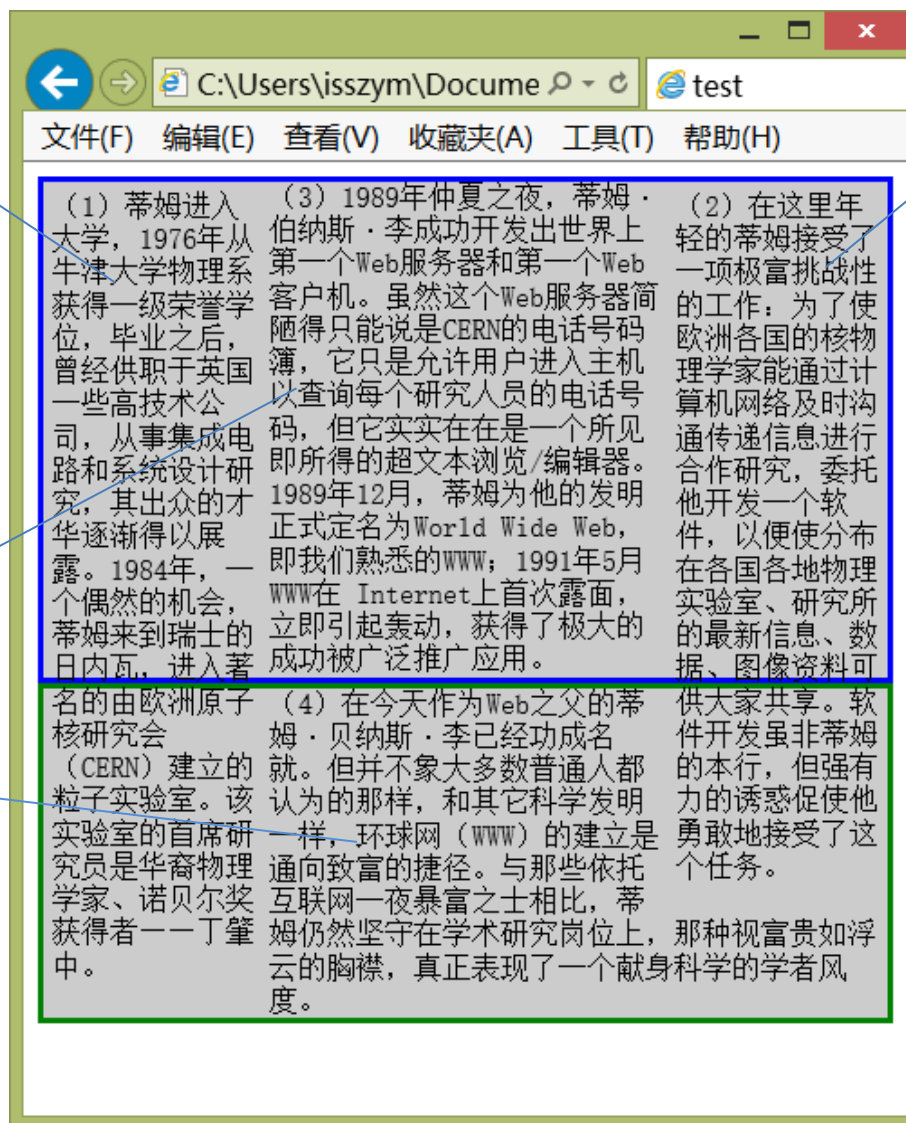 C:\Users\isszym\Docume
test
文件(F) 编辑(E) 查看(V) 收藏夹(A) 工具(T) 帮助(H)
(1)蒂姆进入
大学,1976年从
牛津大学物理系
获得一级荣誉学
位,毕业之后,
曾经供职于英国
一些高技术公
司,从事集成电
路和系统设计研
究,其出众的才
华逐渐得以展
露。1984年,一
个偶然的机会,
蒂姆来到瑞士的
日内瓦,进入著
名的由欧洲原子
核研究会
(CERN)建立的
粒子实验室。该
实验室的首席研
究员是华裔物理
学家、诺贝尔奖
获得者——丁肇
中。
(2)在这里年
轻的蒂姆接受了
一项极富挑战性
的工作:为了使
欧洲各国的核物
理学家能通过计
算机网络及时沟
通传递信息进行
合作研究,委托
他开发一个软
件,以便使分布
在各国各地物理
实验室、研究所
的最新信息、数
据、图像资料可
供大家共享。软
件开发虽非蒂姆
的本行,但强有
力的诱惑促使他
勇敢地接受了这
个任务。
(3)1989年仲夏之夜,蒂姆·
伯纳斯·李成功开发出世界上
第一个Web服务器和第一个Web
客户机。虽然这个Web服务器简
陋得只能说是CERN的电话号码
簿,它只是允许用户进入主机
以查询每个研究人员的电话号
码,但它实实在在是一个所见
即所得的超文本浏览/编辑器。
1989年12月,蒂姆为他的发明
正式定名为World Wide Web,
即我们熟悉的WWW;1991年5月
WWW在 Internet上首次露面,
立即引起轰动,获得了极大的
成功被广泛推广应用。
(4)在今天作为Web之父的蒂
姆·贝纳斯·李已经功成名
就。但并不象大多数普通人都
认为的那样,和其它科学发明
一样,环球网(WWW)的建立是
通向致富的捷径。与那些依托
互联网一夜暴富之士相比,蒂
姆仍然坚守在学术研究岗位上,那种视富贵如浮
云的胸襟,真正表现了一个献身科学的学者风
度。